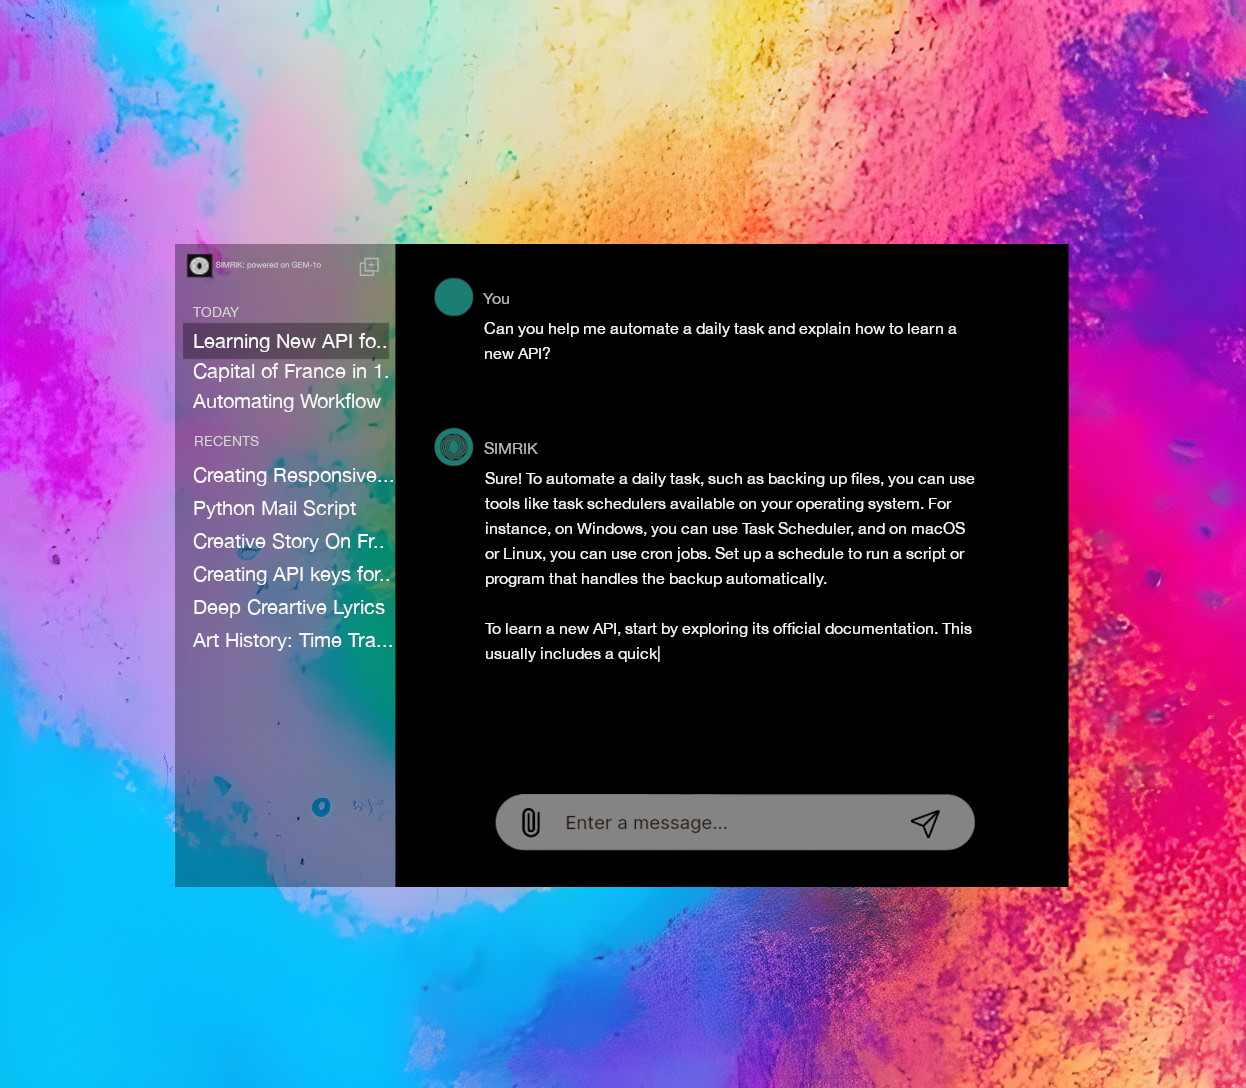 SIMRIK: powered on GEM-1o
TODAY
Learning New API fo..
Capital of France in 1.
Automating Workflow
RECENTS
Creating Responsive...
Python Mail Script
Creative Story On Fr..
Creating API keys for..
Deep Creartive Lyrics
Art History: Time Tra...
You
Can you help me automate a daily task and explain how to learn a
new API?
SIMRIK
Sure! To automate a daily task, such as backing up files, you can use
tools like task schedulers available on your operating system. For
instance, on Windows, you can use Task Scheduler, and on macOS
or Linux, you can use cron jobs. Set up a schedule to run a script or
program that handles the backup automatically.
To learn a new API, start by exploring its official documentation. This
usually includes a quick
Enter a message...